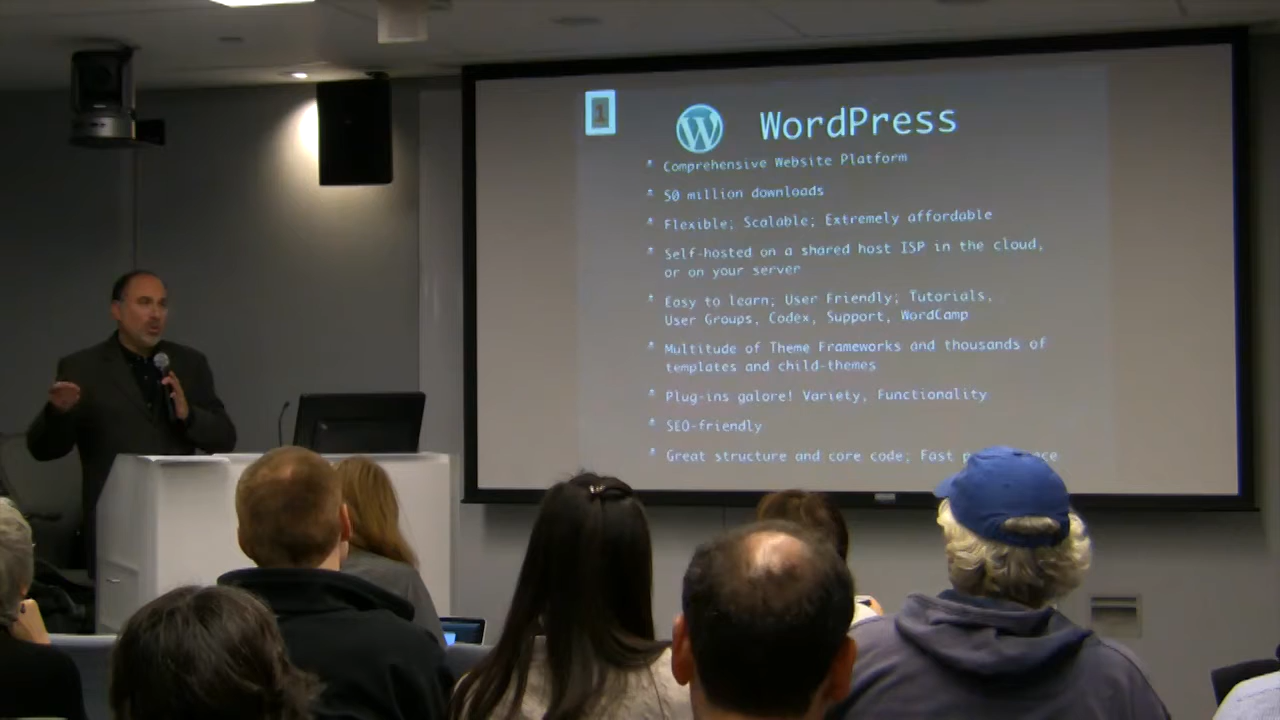 1
WordPress
* Comprehensive Website Platform
* 50 million downloads
* Flexible; Scalable; Extremely affordable
* Self-hosted on a shared host ISP in the cloud,
or on your server
* Easy to learn; User Friendly; Tutorials,
User Groups, Codex, Support, WordCamp
* Multitude of Theme Frameworks and thousands of
templates and child-themes
* Plug-ins galore! Variety, Functionality
* SEO-friendly
* Great structure and core code; Fast